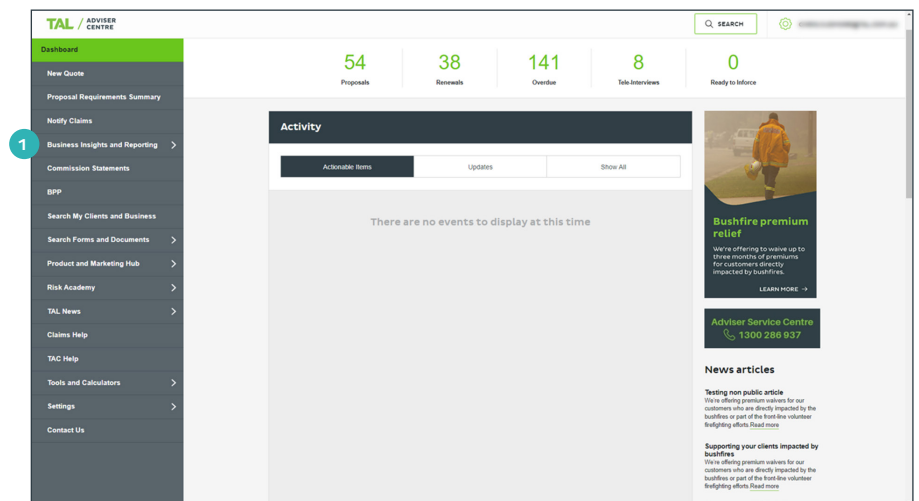 TAL / ADVISER CENTRE
SEARCH
Dashboard
New Quote
Proposal Requirements Summary
Notify Claims
1
Business Insights and Reporting
Commission Statements
BPP
Search My Clients and Business
Search Forms and Documents
Product and Marketing Hub
Risk Academy
TAL News
Claims Help
TAC Help
Tools and Calculators
Settings
Contact Us
54
Proposals
38
Renewals
141
Overdue
8
Tele-Interviews
0
Ready to Inforce
Activity
Actionable Items
Updates
Show All
There are no events to display at this time
Bushfire premium
relief
We're offering to waive up to
three months of premiums
for customers directly
impacted by bushfires.
LEARN MORE →
Adviser Service Centre
1300 286 937
News articles
Testing non public article
We're offering premium waivers for our
customers who are directly impacted by the
bushfires or part of the front-line volunteer
firefighting efforts.Read more
Supporting your clients impacted by
bushfires
We're offering premium waivers for our
customers who are directly impacted by the
bushfires or part of the front-line volunteer
firefighting efforts.Read more